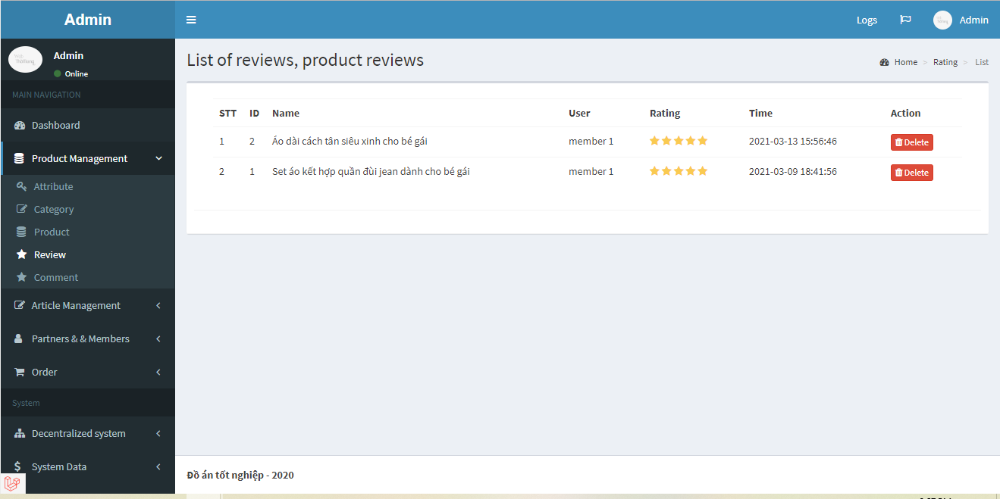 Admin
Logs
Admin
Admin
Online
List of reviews, product reviews
Home > Rating > List
MAIN NAVIGATION
Dashboard
Product Management
Attribute
Category
Product
Review
Comment
Article Management
Partners & & Members
Order
System
Decentralized system
System Data
STT ID Name User Rating Time Action
1 2 Áo dài cách tân siêu xinh cho bé gái member 1 2021-03-13 15:56:46 Delete
2 1 Set áo kết hợp quần đùi jean dành cho bé gái member 1 2021-03-09 18:41:56 Delete
Đồ án tốt nghiệp - 2020